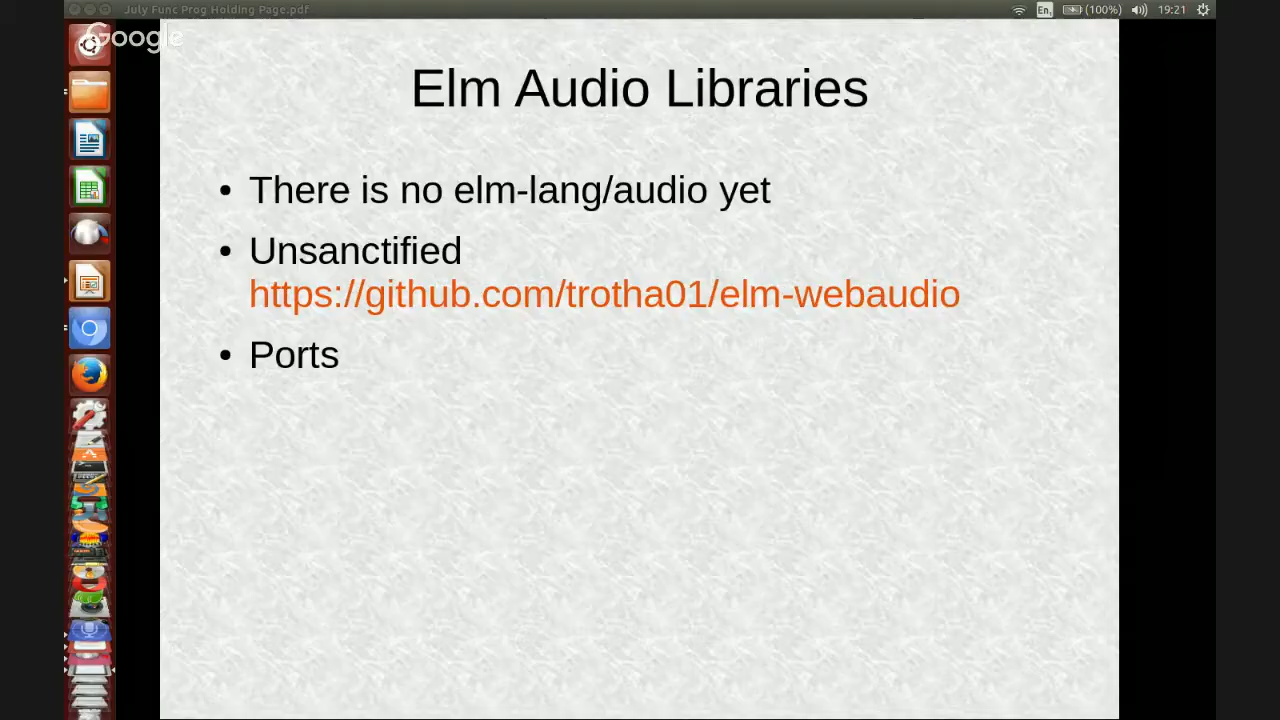 July Func Prog Holding Page.pdf
En
(100%)
19:21
Google
Elm Audio Libraries
• There is no elm-lang/audio yet
• Unsanctified
https://github.com/trotha01/elm-webaudio
• Ports